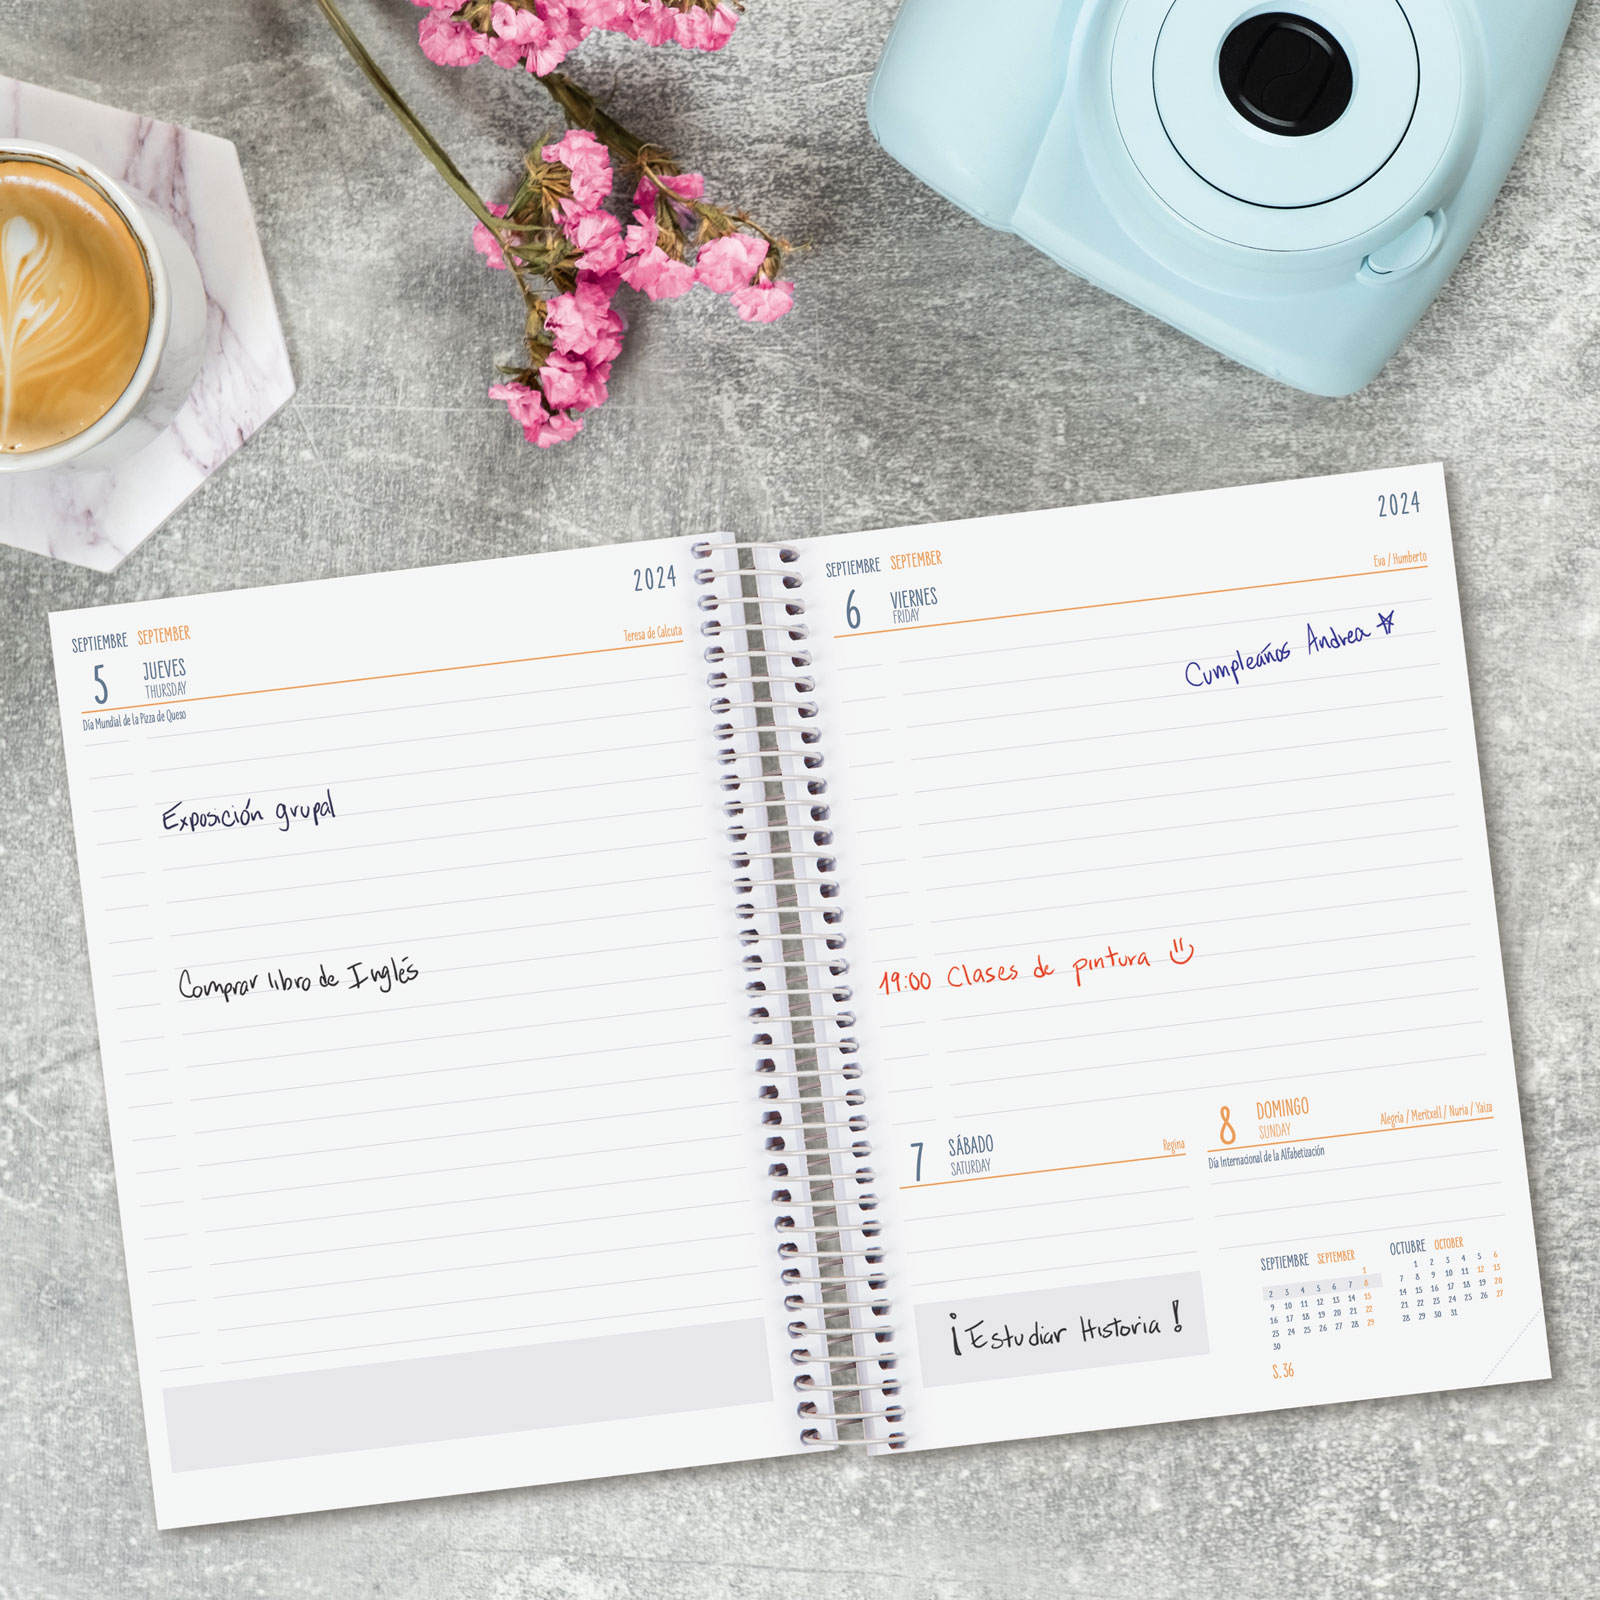 2024
SEPTIEMBRE SEPTEMBER
5 JUEVES
THURSDAY
Teresa de Calcuta
Día Mundial de la Pizza de Queso
Exposición grupal
Comprar libro de Inglés
2024
SEPTIEMBRE SEPTEMBER
6 VIERNES
FRIDAY
Eva / Humberto
Cumpleaños Andrea
19:00 Clases de pintura
7 SÁBADO
SATURDAY
Regina
¡Estudiar Historia!
8 DOMINGO
SUNDAY
Alegría / Meritxell / Nuria / Yaiza
Día Internacional de la Alfabetización
SEPTIEMBRE SEPTEMBER
1
2 3 4 5 6 7 8
9 10 11 12 13 14 15
16 17 18 19 20 21 22
23 24 25 26 27 28 29
30
S. 36
OCTUBRE OCTOBER
1 2 3 4 5 6
7 8 9 10 11 12 13
14 15 16 17 18 19 20
21 22 23 24 25 26 27
28 29 30 31